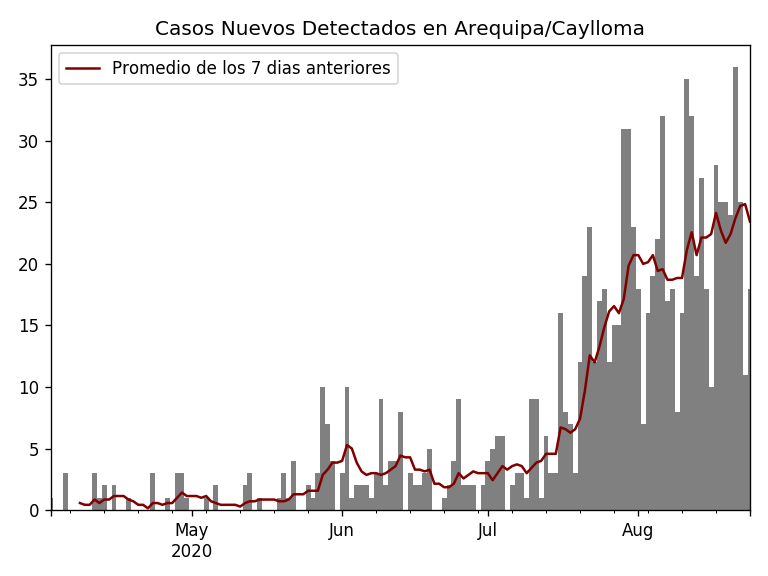 Casos Nuevos Detectados en Arequipa/Caylloma
Promedio de los 7 dias anteriores
35
30
25
20
15
10
5
0
May
2020
Jun
Jul
Aug